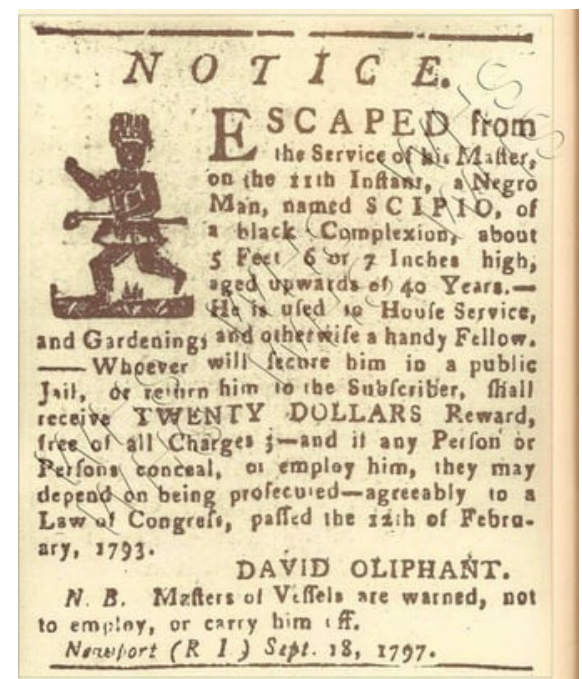 NOTICE.
ESCAPED from
the Service of his Maſter,
on the 11th Inſtant, a Negro
Man, named SCIPIO, of
a black Complexion, about
5 Feet 6 or 7 Inches high,
aged upwards of 40 Years.—
He is uſed to Houſe Service,
and Gardening; and otherwiſe a handy Fellow.
—— Whoever will ſecure him in a public
Jail, or return him to the Subſcriber, ſhall
receive TWENTY DOLLARS Reward,
free of all Charges;—and if any Perſon or
Perſons conceal, or employ him, they may
depend on being proſecuted—agreeably to a
Law of Congreſs, paſſed the 12th of Febru-
ary, 1793.
DAVID OLIPHANT.
N. B. Maſters of Veſſels are warned, not
to employ, or carry him off.
Newport (R I) Sept. 18, 1797.